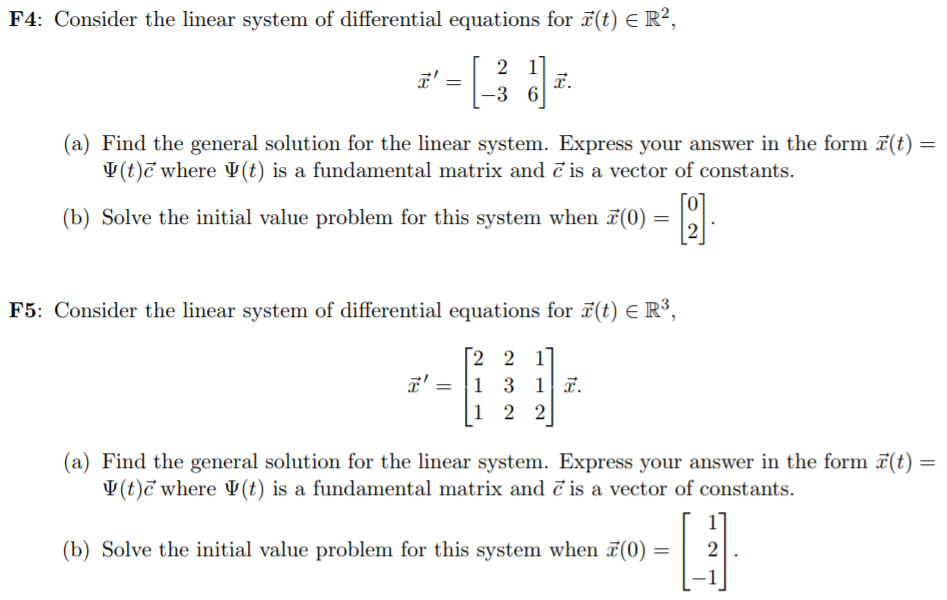 F4: Consider the linear system of differential equations for x⃗(t) ∈ ℝ²,
x⃗′ = [2 1; −3 6] x⃗.
(a) Find the general solution for the linear system. Express your answer in the form x⃗(t) =
Ψ(t)c⃗ where Ψ(t) is a fundamental matrix and c⃗ is a vector of constants.
(b) Solve the initial value problem for this system when x⃗(0) = [0; 2].
F5: Consider the linear system of differential equations for x⃗(t) ∈ ℝ³,
x⃗′ = [2 2 1; 1 3 1; 1 2 2] x⃗.
(a) Find the general solution for the linear system. Express your answer in the form x⃗(t) =
Ψ(t)c⃗ where Ψ(t) is a fundamental matrix and c⃗ is a vector of constants.
(b) Solve the initial value problem for this system when x⃗(0) = [1; 2; −1].